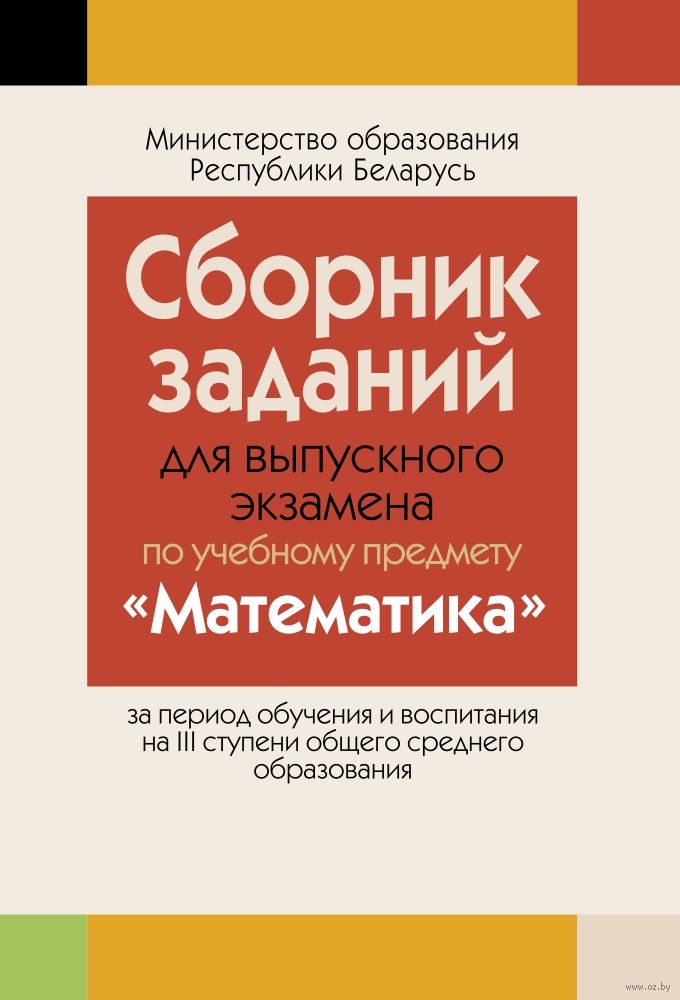 Министерство образования
Республики Беларусь
Сборник
заданий
для выпускного
экзамена
по учебному предмету
«Математика»
за период обучения и воспитания
на III ступени общего среднего
образования
www.oz.by